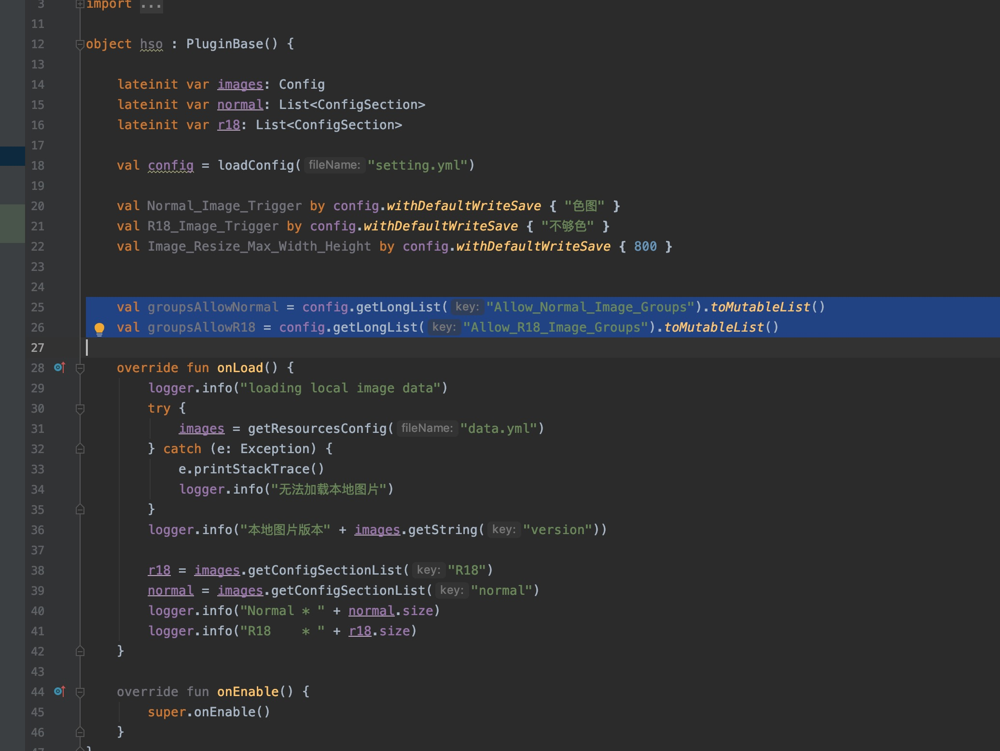 3 import ...
11
12 object hso : PluginBase() {
13
14 lateinit var images: Config
15 lateinit var normal: List<ConfigSection>
16 lateinit var r18: List<ConfigSection>
17
18 val config = loadConfig( fileName: "setting.yml")
19
20 val Normal_Image_Trigger by config.withDefaultWriteSave { "色图" }
21 val R18_Image_Trigger by config.withDefaultWriteSave { "不够色" }
22 val Image_Resize_Max_Width_Height by config.withDefaultWriteSave { 800 }
23
24
25 val groupsAllowNormal = config.getLongList( key: "Allow_Normal_Image_Groups").toMutableList()
26 val groupsAllowR18 = config.getLongList( key: "Allow_R18_Image_Groups").toMutableList()
27
28 override fun onLoad() {
29 logger.info("loading local image data")
30 try {
31 images = getResourcesConfig( fileName: "data.yml")
32 } catch (e: Exception) {
33 e.printStackTrace()
34 logger.info("无法加载本地图片")
35 }
36 logger.info("本地图片版本" + images.getString( key: "version"))
37
38 r18 = images.getConfigSectionList( key: "R18")
39 normal = images.getConfigSectionList( key: "normal")
40 logger.info("Normal * " + normal.size)
41 logger.info("R18    * " + r18.size)
42 }
43
44 override fun onEnable() {
45 super.onEnable()
46 }
47 }